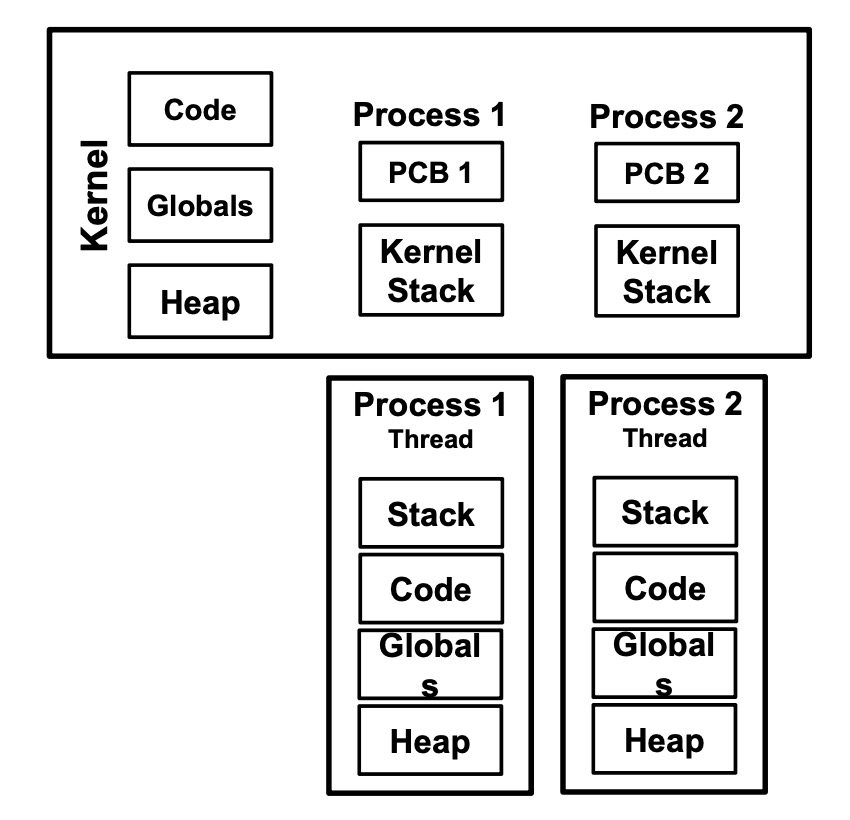 Kernel
Code
Globals
Heap
Process 1
PCB 1
Kernel
Stack
Process 2
PCB 2
Kernel
Stack
Process 1
Thread
Stack
Code
Global
s
Heap
Process 2
Thread
Stack
Code
Global
s
Heap